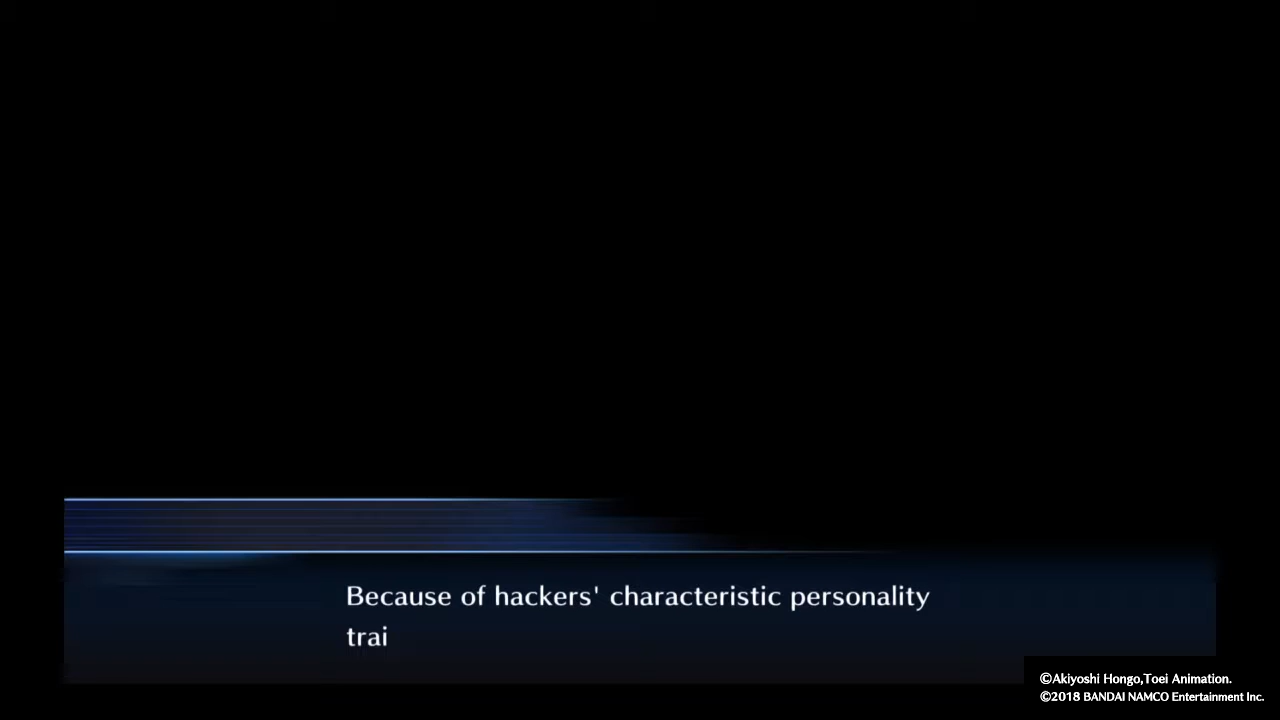 Because of hackers' characteristic personality
trai
©Akiyoshi Hongo,Toei Animation.
©2018 BANDAI NAMCO Entertainment Inc.